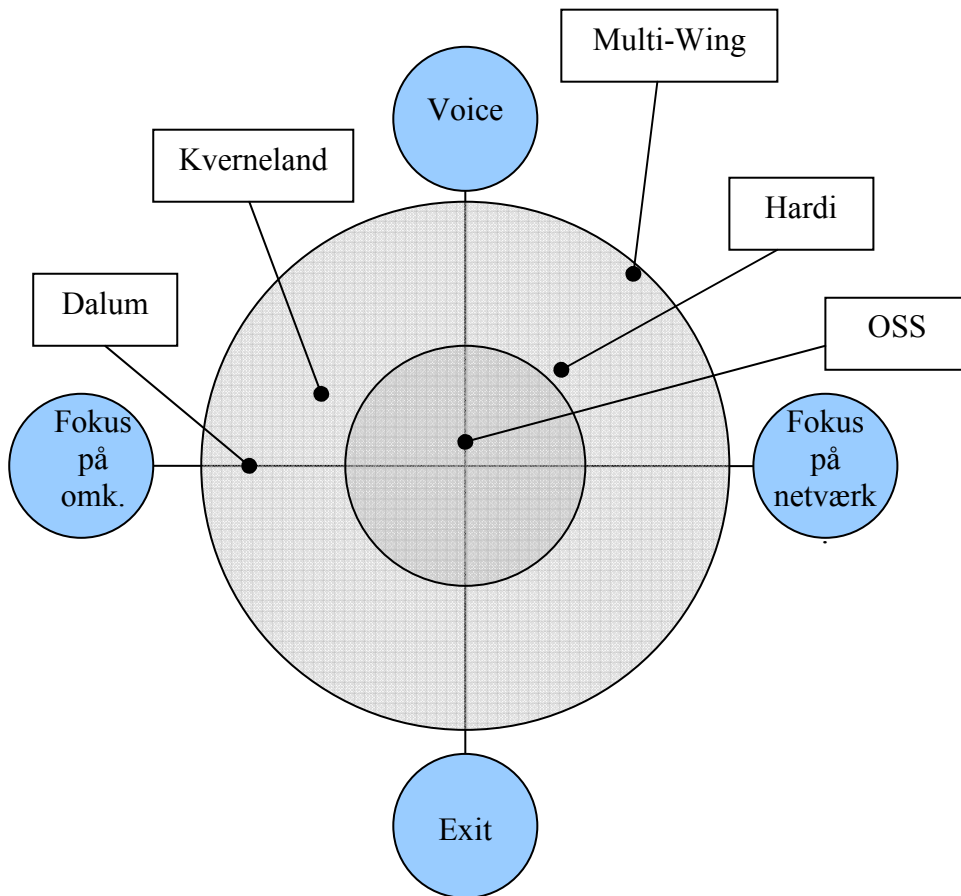 Multi-Wing
Voice
Kverneland
Hardi
Dalum
OSS
Fokus
på
omk.
Fokus
på
netværk
.
Exit